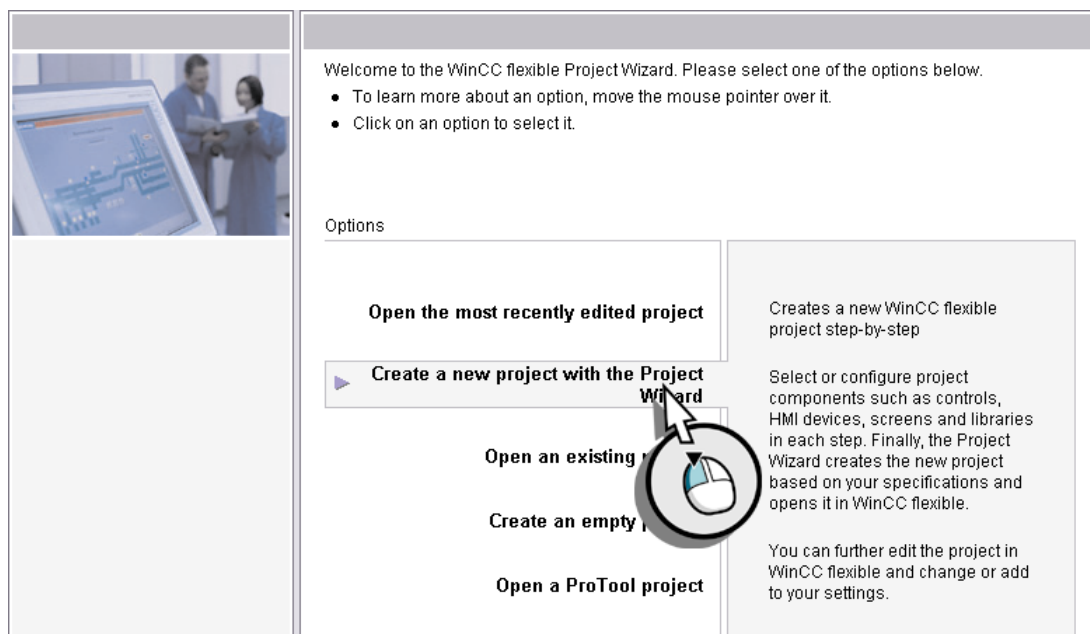 Welcome to the WinCC flexible Project Wizard. Please select one of the options below.
• To learn more about an option, move the mouse pointer over it.
• Click on an option to select it.
Options
Open the most recently edited project
Create a new project with the Project
Wizard
Open an existing
Create an empty
Open a ProTool project
Creates a new WinCC flexible
project step-by-step
Select or configure project
components such as controls,
HMI devices, screens and libraries
in each step. Finally, the Project
Wizard creates the new project
based on your specifications and
opens it in WinCC flexible.
You can further edit the project in
WinCC flexible and change or add
to your settings.